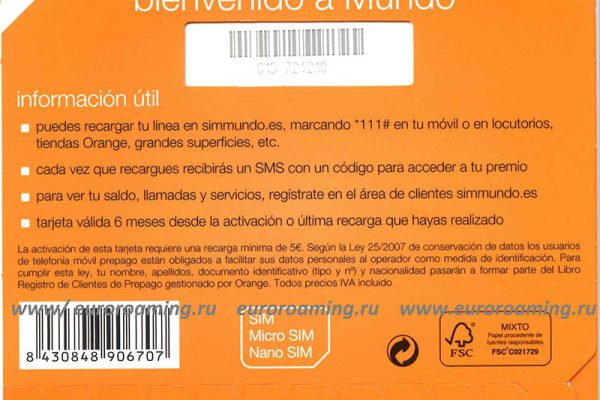 bienvenido a Mundo
información útil
puedes recargar tu línea en simmundo.es, marcando *111# en tu móvil o en locutorios,
tiendas Orange, grandes superficies, etc.
cada vez que recargues recibirás un SMS con un código para acceder a tu premio
para ver tu saldo, llamadas y servicios, regístrate en el área de clientes simmundo.es
tarjeta válida 6 meses desde la activación o última recarga que hayas realizado
La activación de esta tarjeta requiere una recarga mínima de 5€. Según la Ley 25/2007 de conservación de datos los usuarios
de telefonía móvil prepago están obligados a facilitar sus datos personales al operador como medida de identificación. Para
cumplir esta ley, tu nombre, apellidos, documento identificativo (tipo y nº) y nacionalidad pasarán a formar parte del Libro
Registro de Clientes de Prepago gestionado por Orange. Todos precios IVA incluido
www.euroroaming.ru www.euroroaming.ru
8 430848 906707
SIM
Micro SIM
Nano SIM
FSC
MIXTO
Papel procedente de
fuentes responsables
FSC® C021729